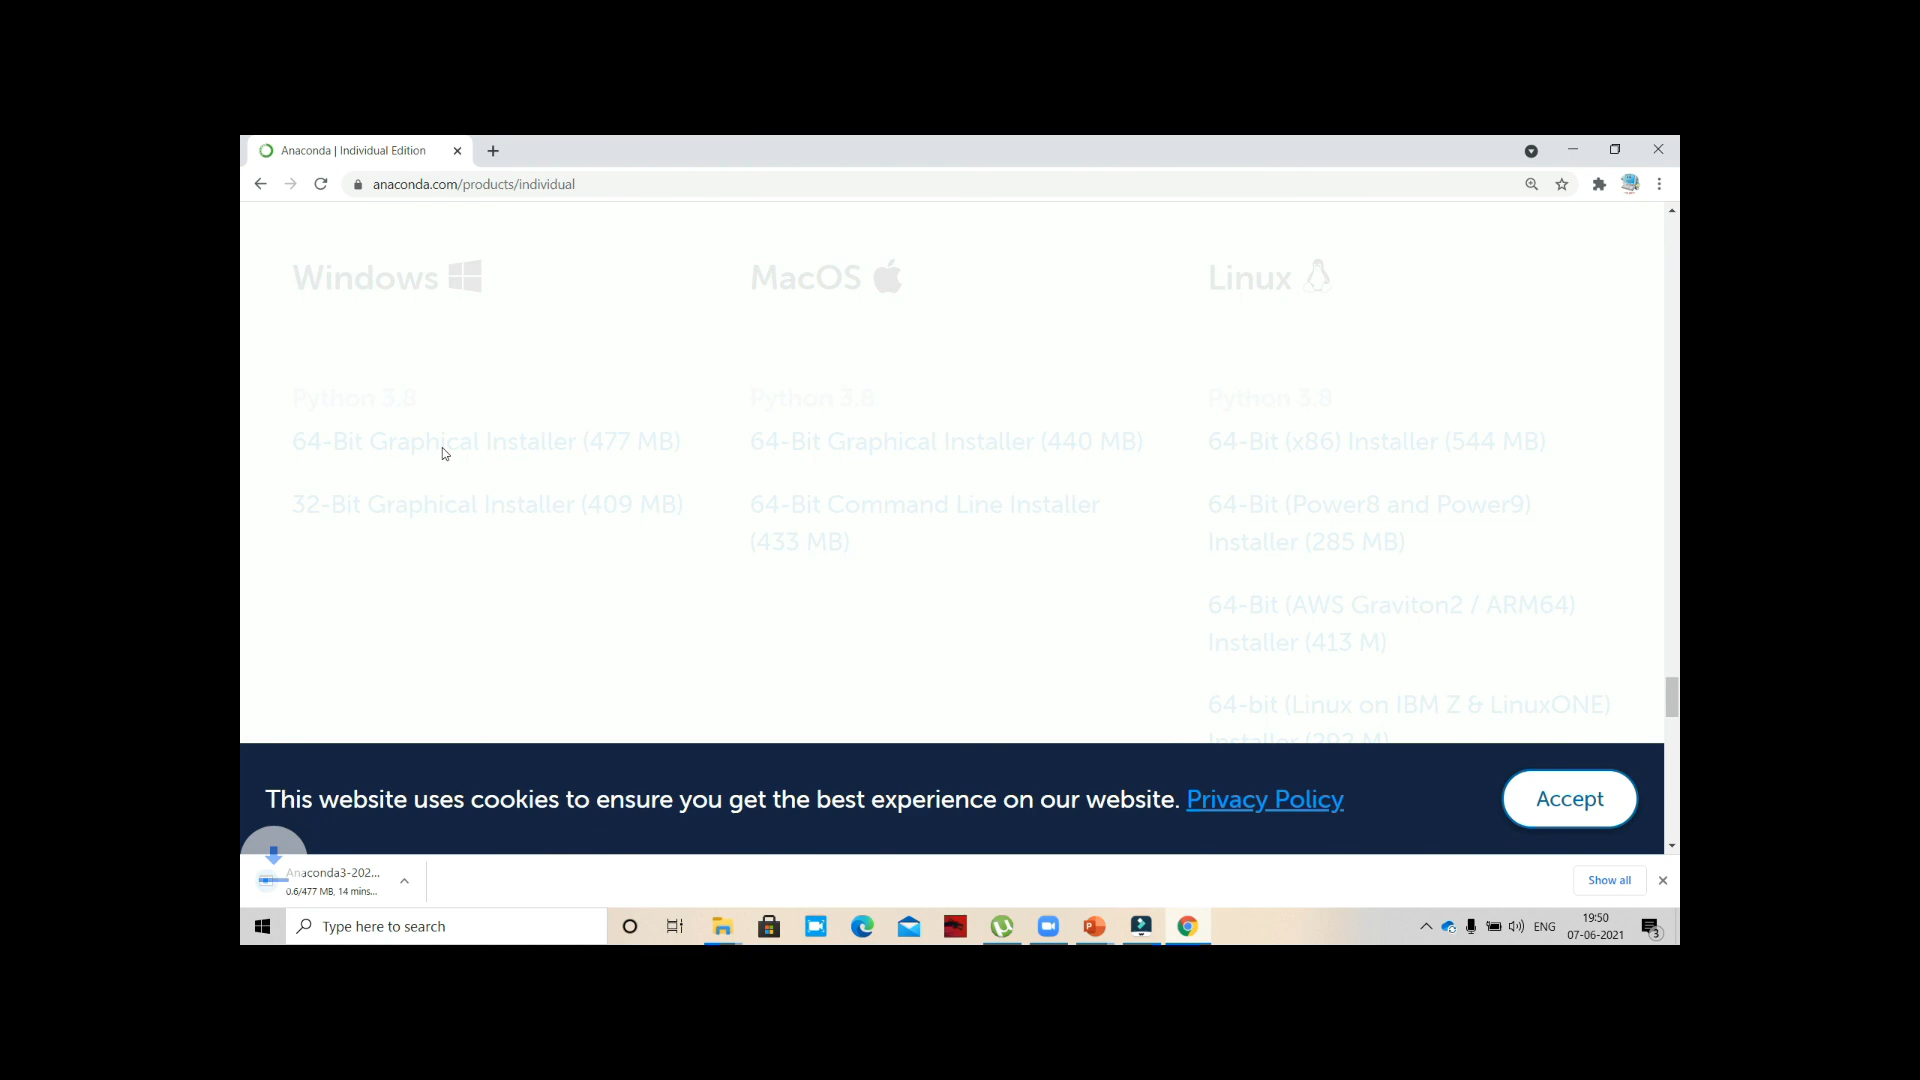 Anaconda | Individual Edition
anaconda.com/products/individual
Windows
MacOS
Linux
Python 3.8
Python 3.8
Python 3.8
64-Bit Graphical Installer (477 MB)
64-Bit Graphical Installer (440 MB)
64-Bit (x86) Installer (544 MB)
32-Bit Graphical Installer (409 MB)
64-Bit Command Line Installer
(433 MB)
64-Bit (Power8 and Power9)
Installer (285 MB)
64-Bit (AWS Graviton2 / ARM64)
Installer (413 M)
64-bit (Linux on IBM Z & LinuxONE)
Installer (292 M)
This website uses cookies to ensure you get the best experience on our website. Privacy Policy
Accept
Anaconda3-202...
0.6/477 MB, 14 mins...
Show all
Type here to search
ENG
19:50
07-06-2021
3